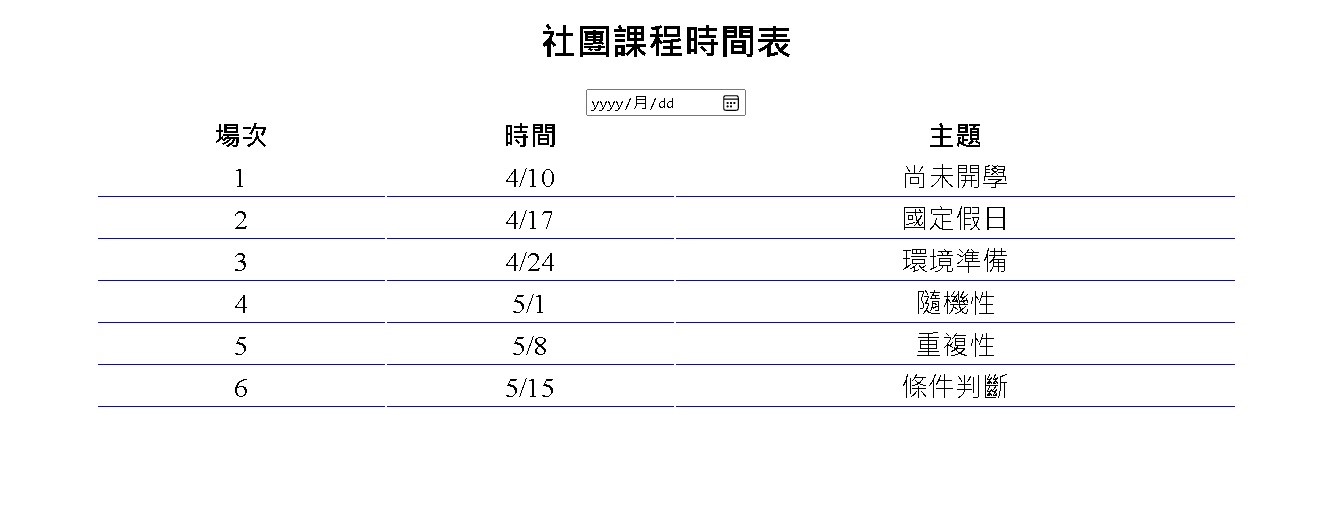 社團課程時間表
yyyy/月/dd
場次 時間 主題
1 4/10 尚未開學
2 4/17 國定假日
3 4/24 環境準備
4 5/1 隨機性
5 5/8 重複性
6 5/15 條件判斷